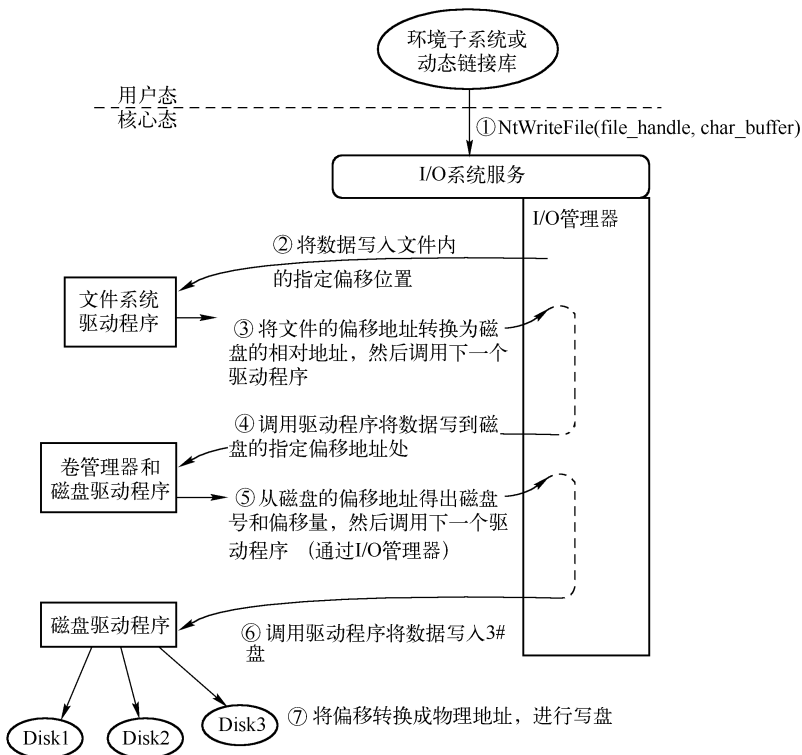 环境子系统或
动态链接库
用户态
核心态
①NtWriteFile(file_handle, char_buffer)
I/O系统服务
I/O管理器
②将数据写入文件内
的指定偏移位置
文件系统
驱动程序
③将文件的偏移地址转换为磁
盘的相对地址，然后调用下一个
驱动程序
④调用驱动程序将数据写到磁
盘的指定偏移地址处
卷管理器和
磁盘驱动程序
⑤从磁盘的偏移地址得出磁盘
号和偏移量，然后调用下一个驱
动程序（通过I/O管理器）
磁盘驱动程序
⑥调用驱动程序将数据写入3#
盘
Disk1
Disk2
Disk3
⑦将偏移转换成物理地址，进行写盘